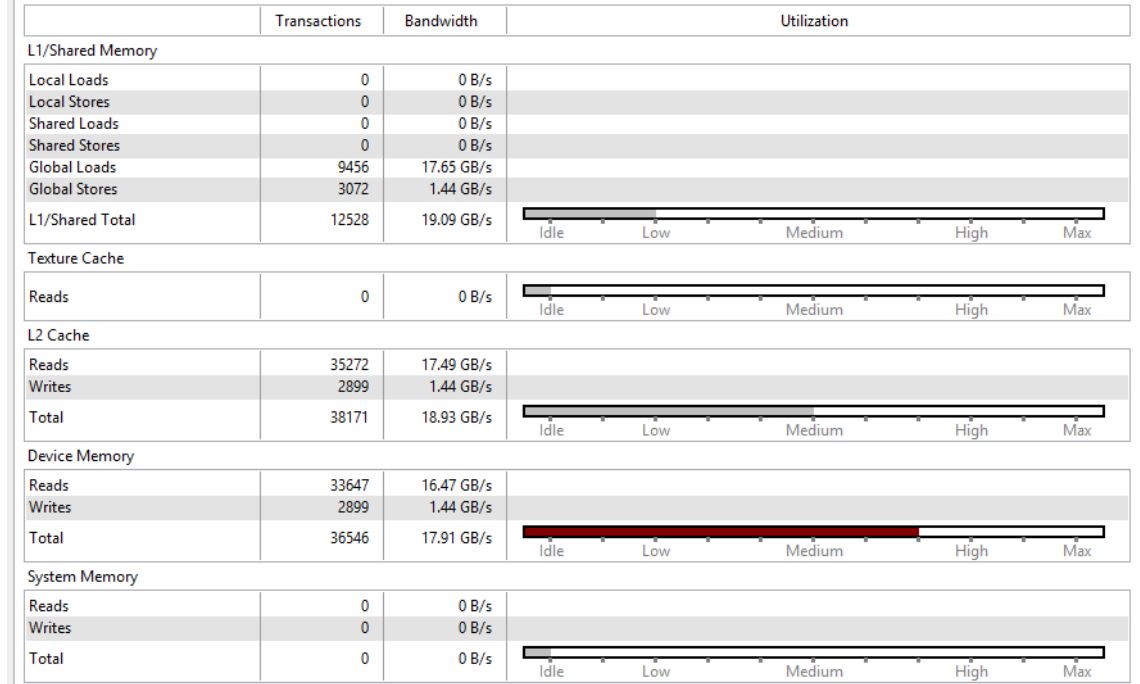 Transactions Bandwidth Utilization
L1/Shared Memory
Local Loads 0 0 B/s
Local Stores 0 0 B/s
Shared Loads 0 0 B/s
Shared Stores 0 0 B/s
Global Loads 9456 17.65 GB/s
Global Stores 3072 1.44 GB/s
L1/Shared Total 12528 19.09 GB/s
Idle Low Medium High Max
Texture Cache
Reads 0 0 B/s
Idle Low Medium High Max
L2 Cache
Reads 35272 17.49 GB/s
Writes 2899 1.44 GB/s
Total 38171 18.93 GB/s
Idle Low Medium High Max
Device Memory
Reads 33647 16.47 GB/s
Writes 2899 1.44 GB/s
Total 36546 17.91 GB/s
Idle Low Medium High Max
System Memory
Reads 0 0 B/s
Writes 0 0 B/s
Total 0 0 B/s
Idle Low Medium High Max